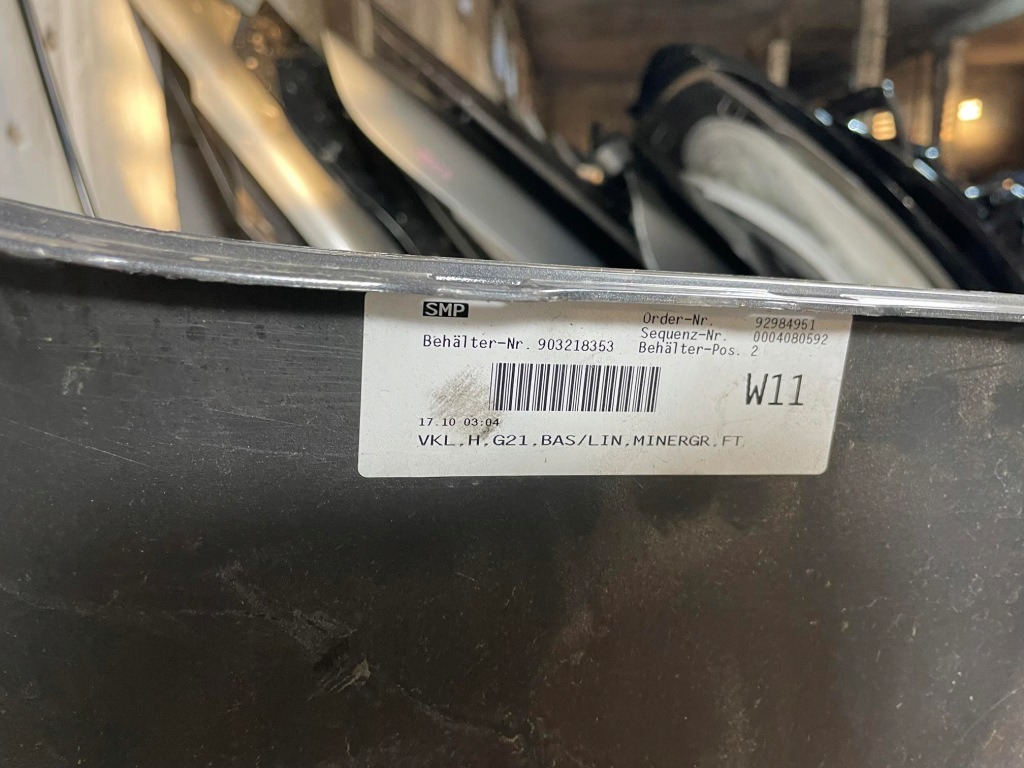 SMP
Order-Nr. 92984951
Sequenz-Nr. 0004080592
Behälter-Nr. 903218353 Behälter-Pos. 2
W11
17.10 03:04
VKL.H.G21.BAS/LIN.MINERGR.FT